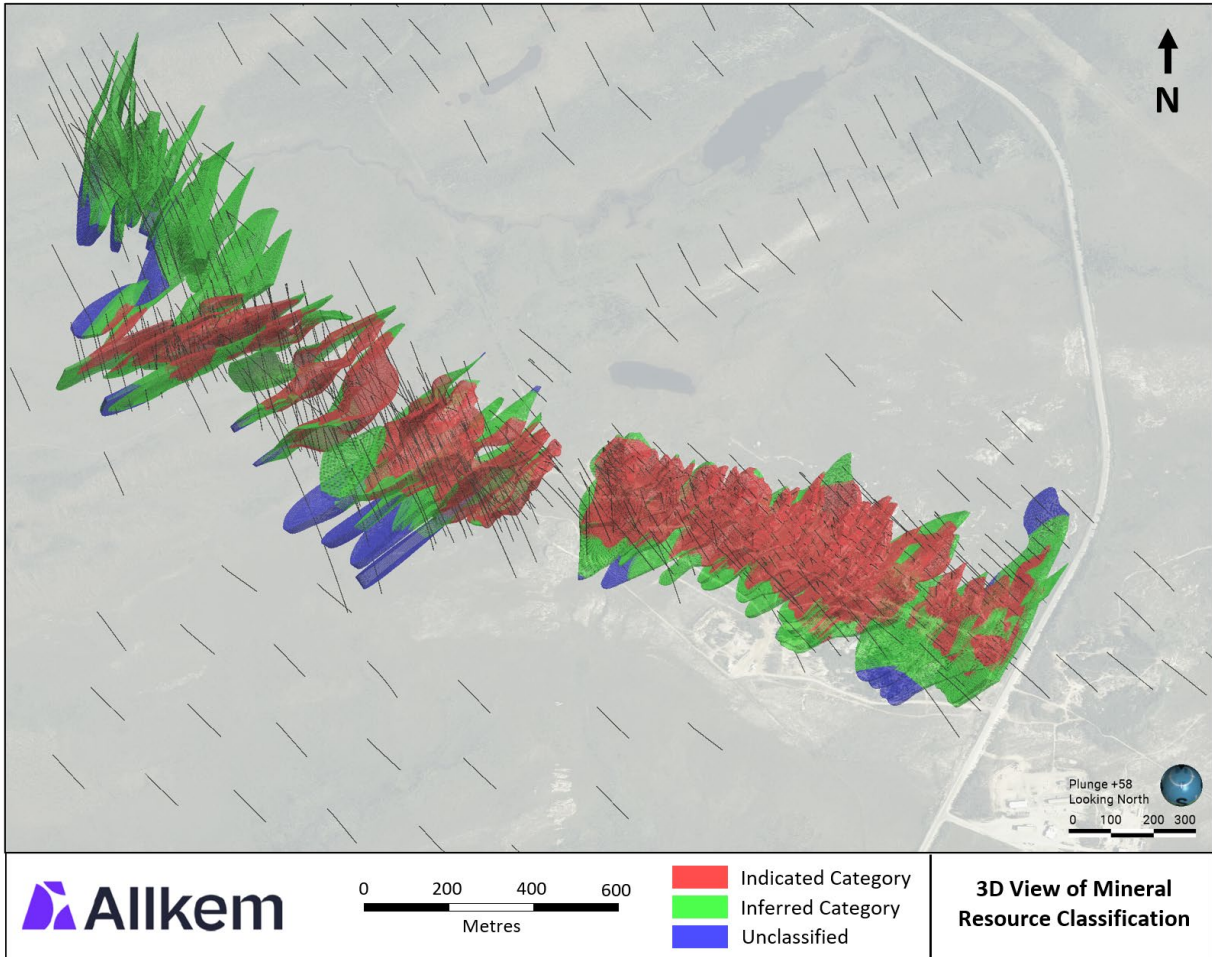 N
Plunge +58
Looking North
0 100 200 300
Allkem
0 200 400 600
Metres
Indicated Category
Inferred Category
Unclassified
3D View of Mineral
Resource Classification